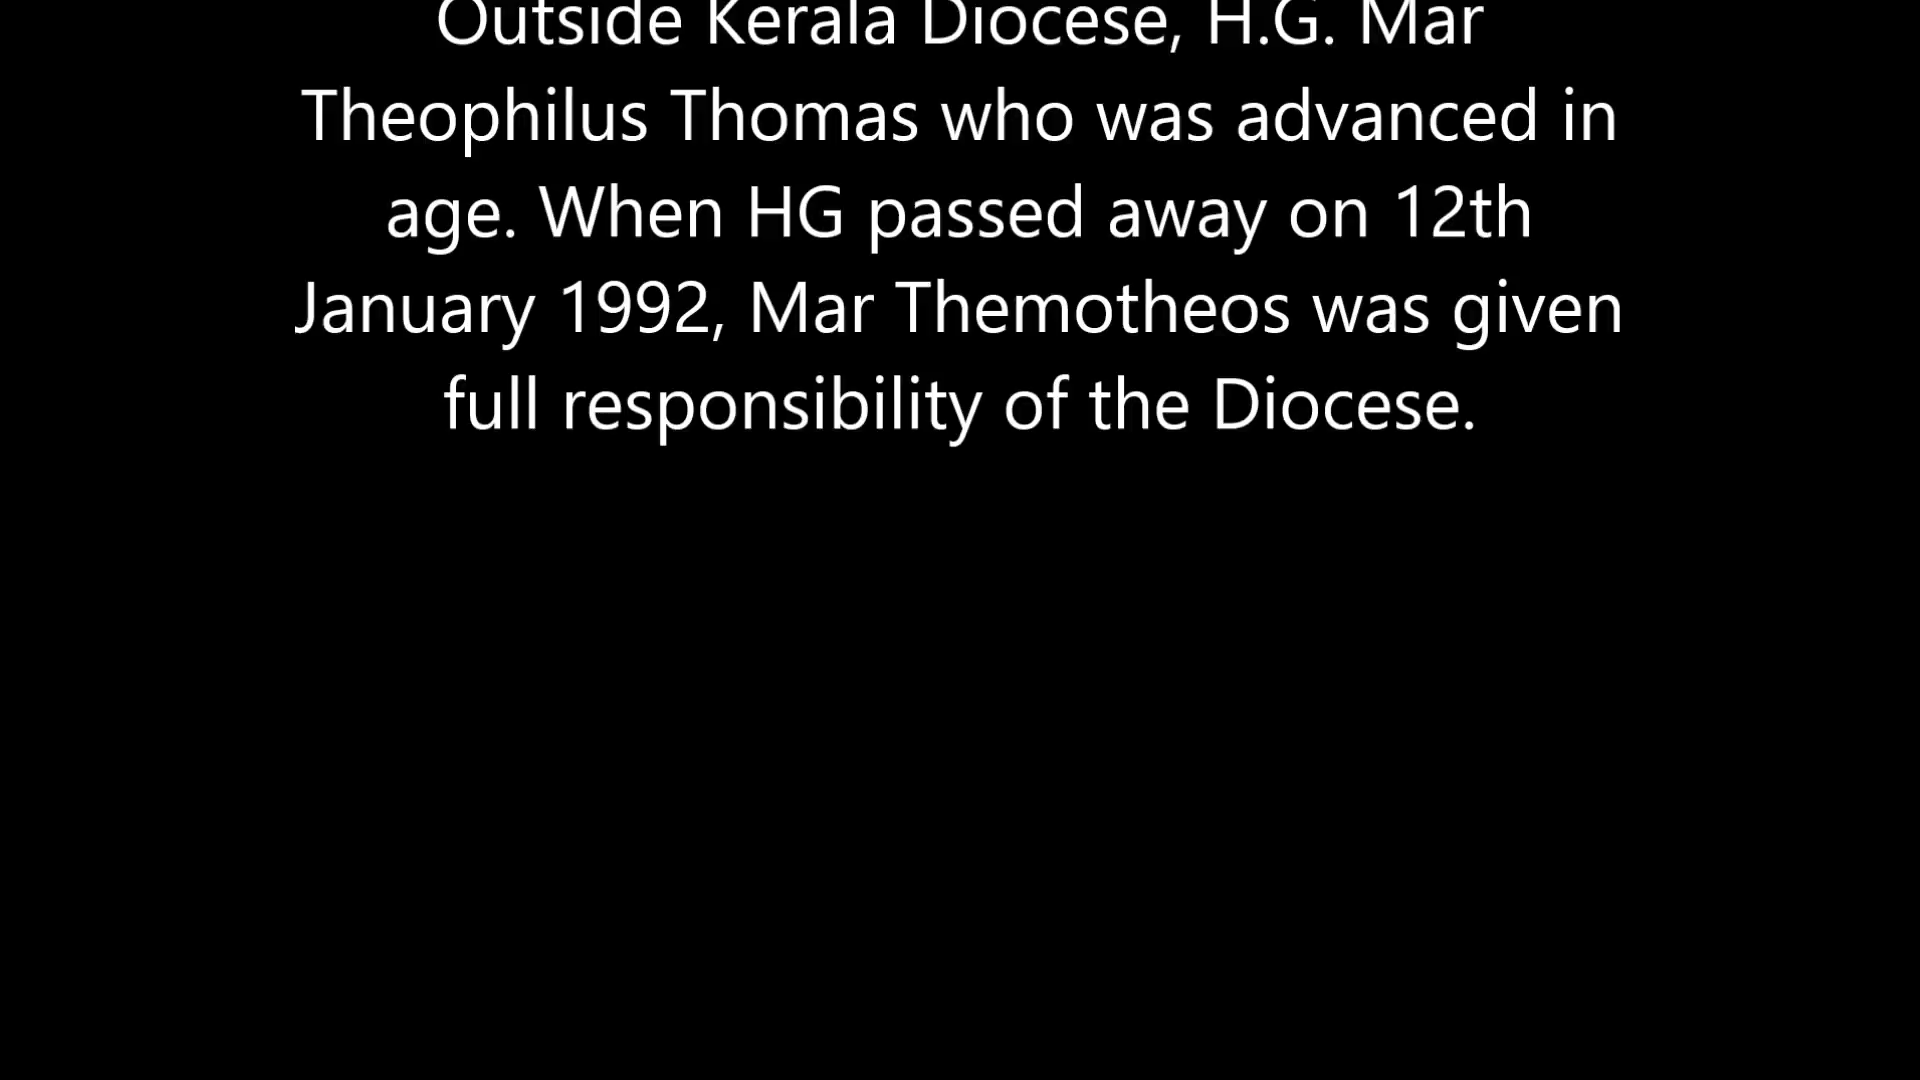 Outside Kerala Diocese, H.G. Mar
Theophilus Thomas who was advanced in
age. When HG passed away on 12th
January 1992, Mar Themotheos was given
full responsibility of the Diocese.